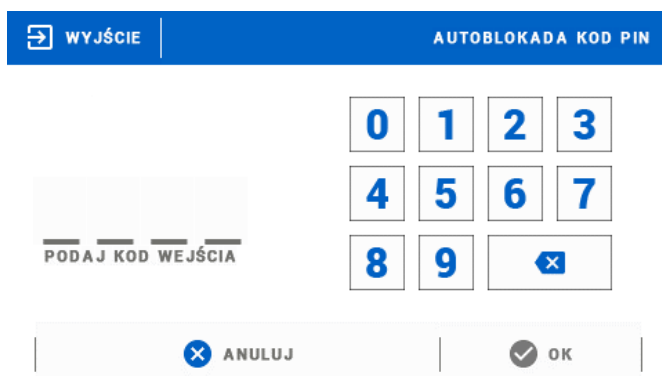 WYJŚCIE
AUTOBLOKADA KOD PIN
0 1 2 3
4 5 6 7
8 9
PODAJ KOD WEJŚCIA
ANULUJ
OK